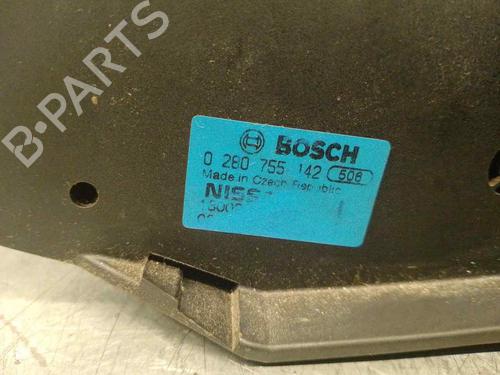 B-PARTS
BOSCH
0 280 755 142 506
Made in Czech Republic